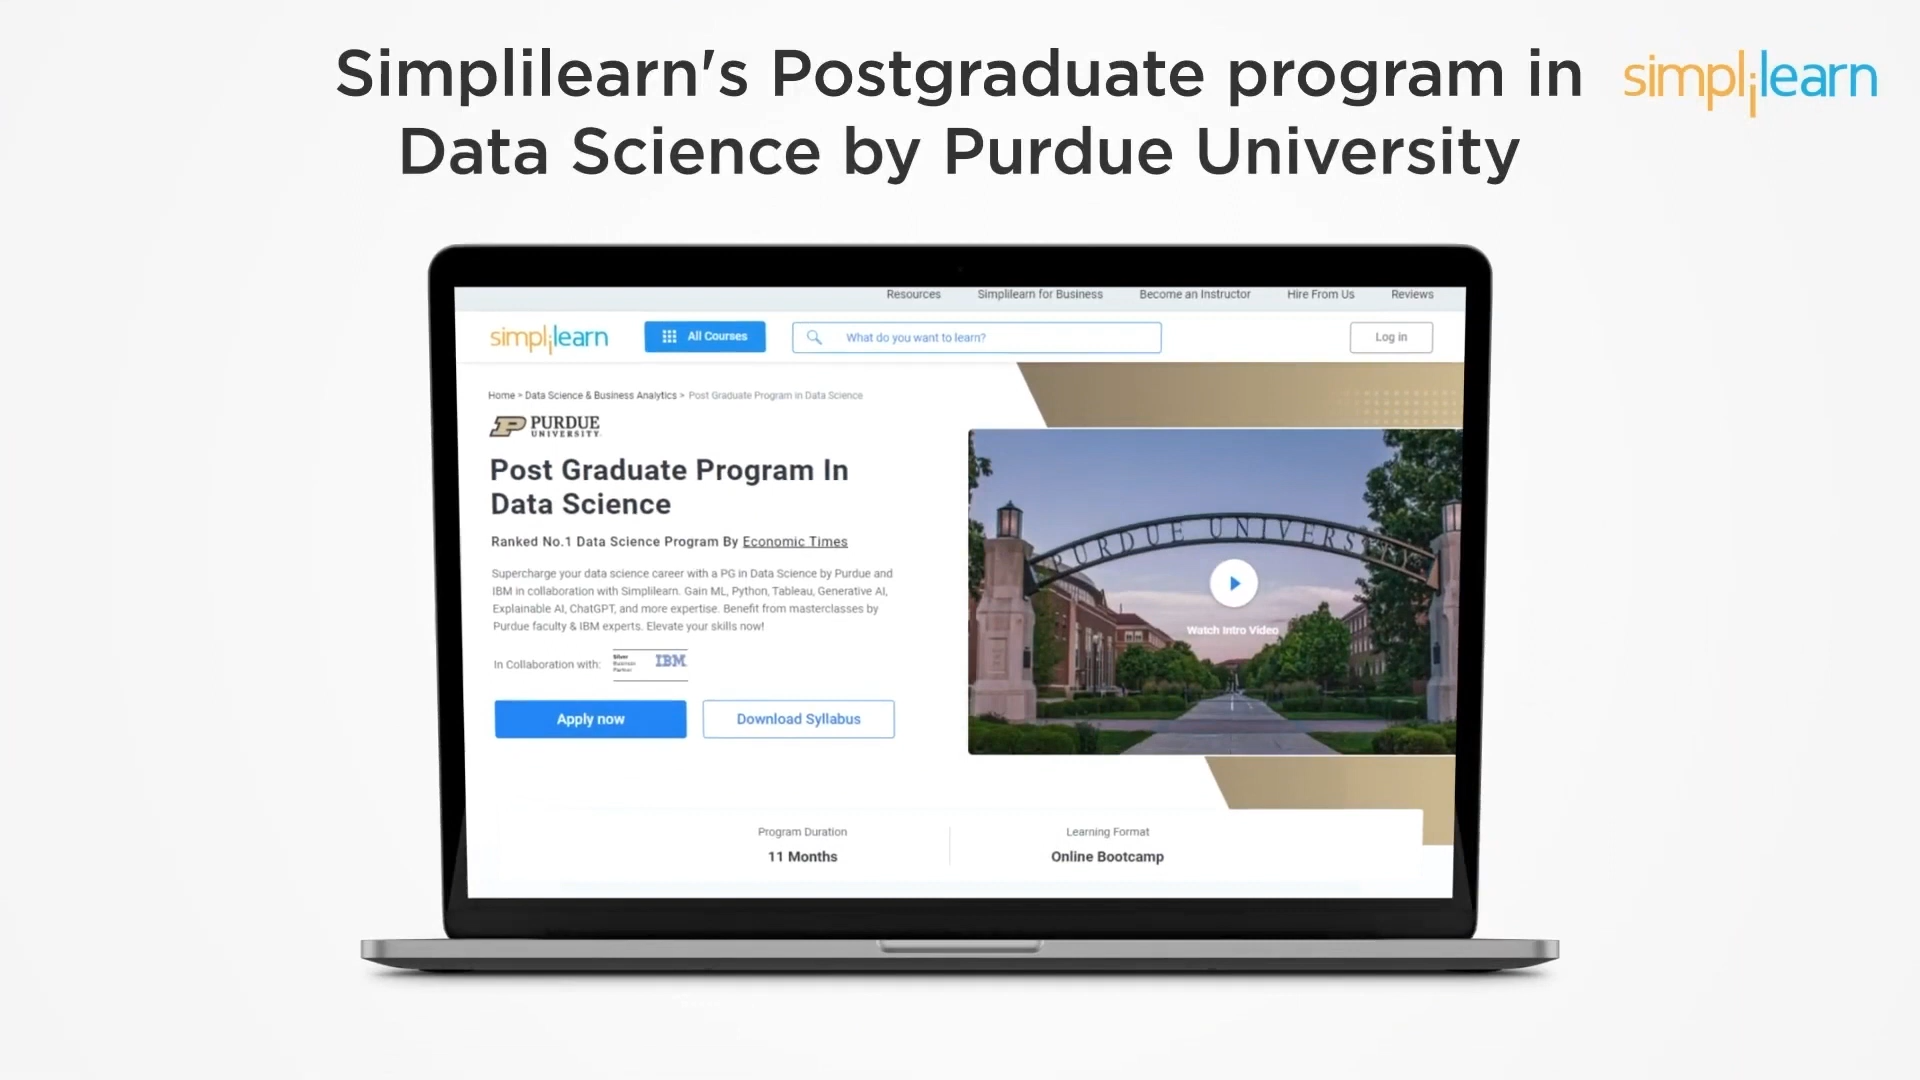 Simplilearn's Postgraduate program in
Data Science by Purdue University
simplilearn
Resources Simplilearn for Business Become an Instructor Hire From Us Reviews
simplilearn All Courses What do you want to learn? Log in
Home > Data Science & Business Analytics > Post Graduate Program in Data Science
PURDUE
UNIVERSITY
Post Graduate Program In
Data Science
Ranked No.1 Data Science Program By Economic Times
Supercharge your data science career with a PG in Data Science by Purdue and
IBM in collaboration with Simplilearn. Gain ML, Python, Tableau, Generative AI,
Explainable AI, ChatGPT, and more expertise. Benefit from masterclasses by
Purdue faculty & IBM experts. Elevate your skills now!
In Collaboration with:
Silver
Business
Partner
IBM
Apply now Download Syllabus
PURDUE UNIVERSITY
Watch Intro Video
Program Duration Learning Format
11 Months Online Bootcamp